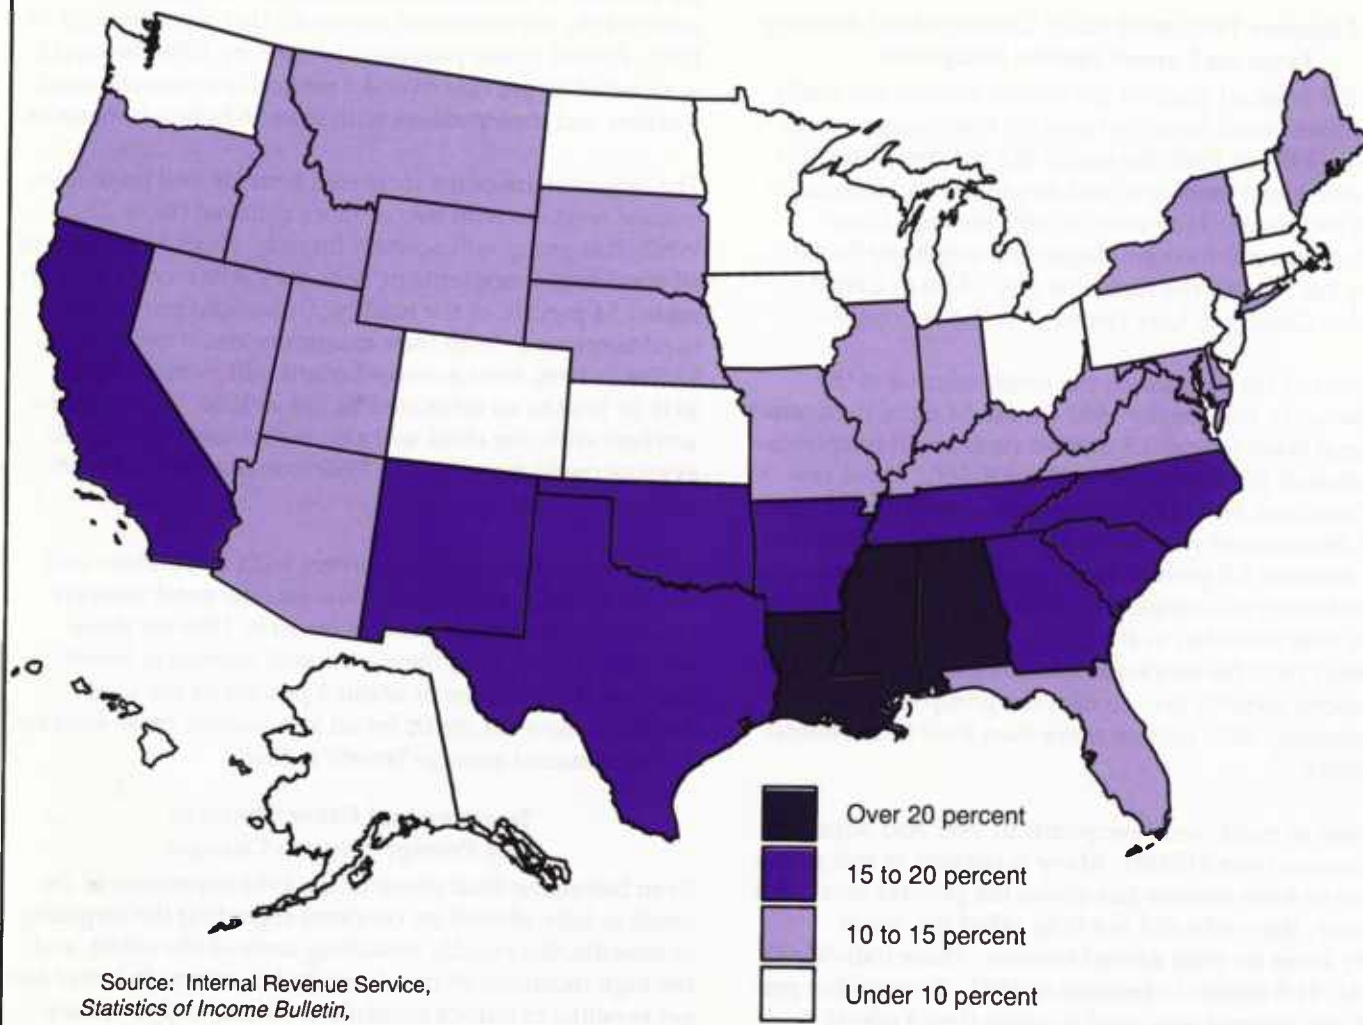 Over 20 percent
15 to 20 percent
10 to 15 percent
Under 10 percent
Source: Internal Revenue Service,
Statistics of Income Bulletin,